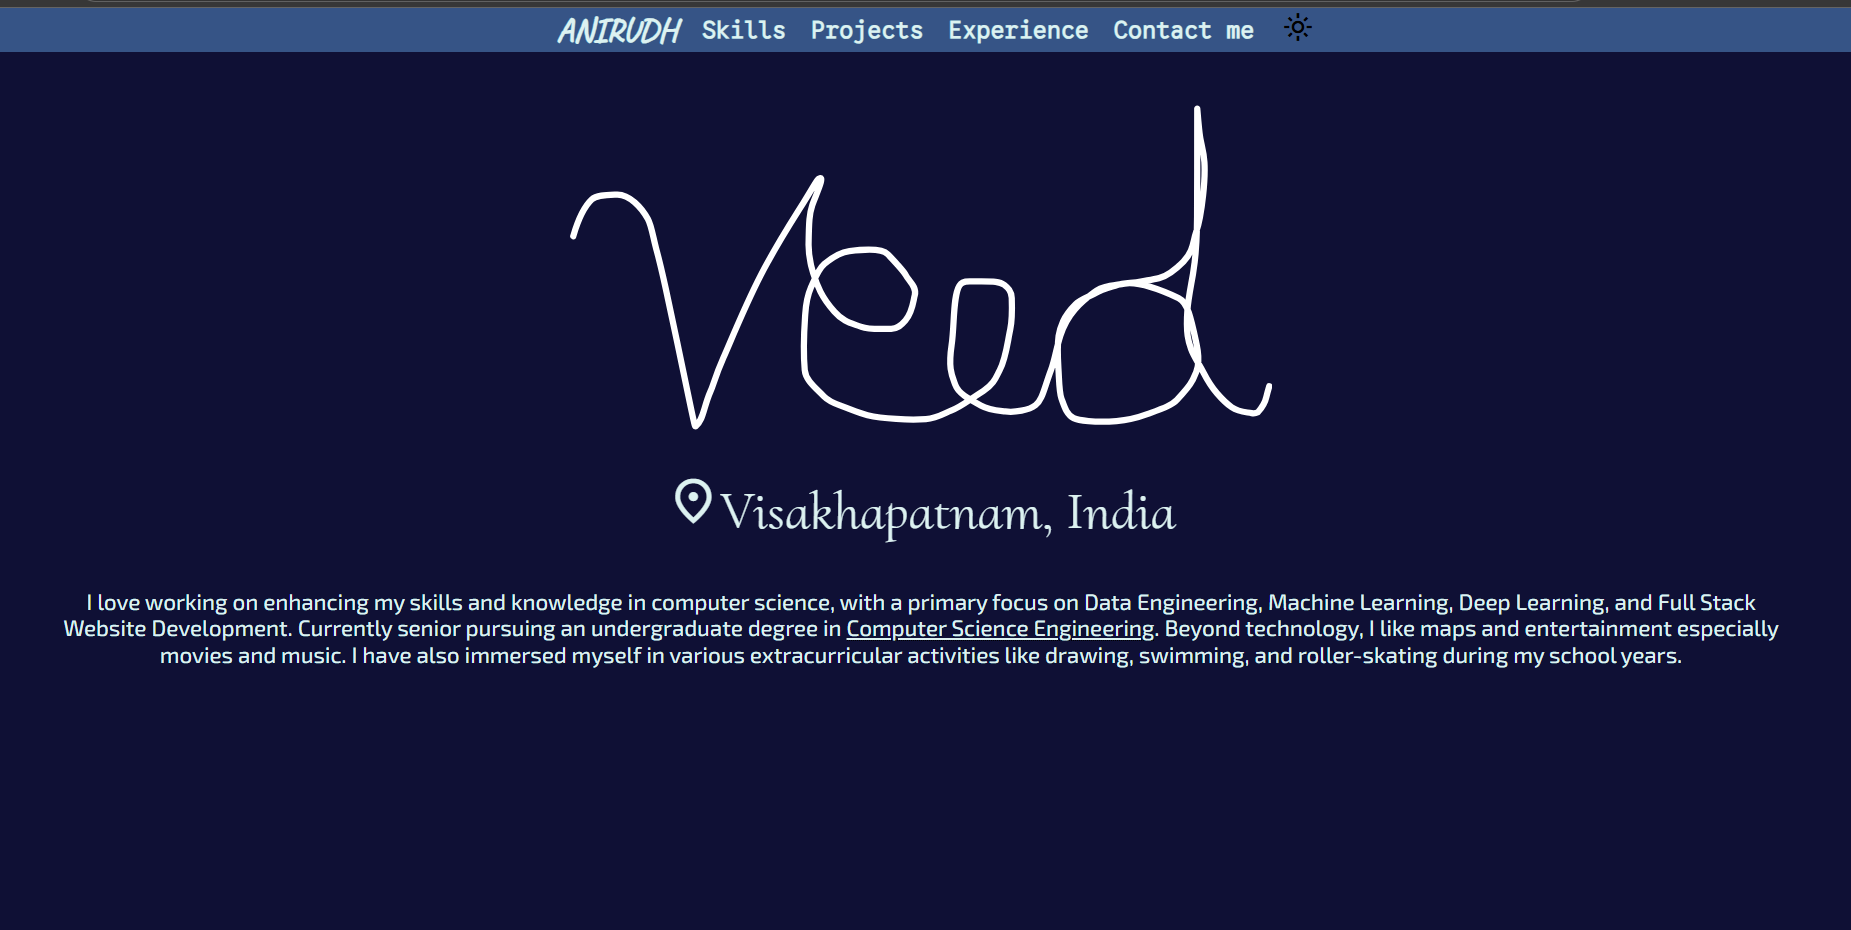 ANIRUDH Skills Projects Experience Contact me
Veed
Visakhapatnam, India
I love working on enhancing my skills and knowledge in computer science, with a primary focus on Data Engineering, Machine Learning, Deep Learning, and Full Stack
Website Development. Currently senior pursuing an undergraduate degree in Computer Science Engineering. Beyond technology, I like maps and entertainment especially
movies and music. I have also immersed myself in various extracurricular activities like drawing, swimming, and roller-skating during my school years.